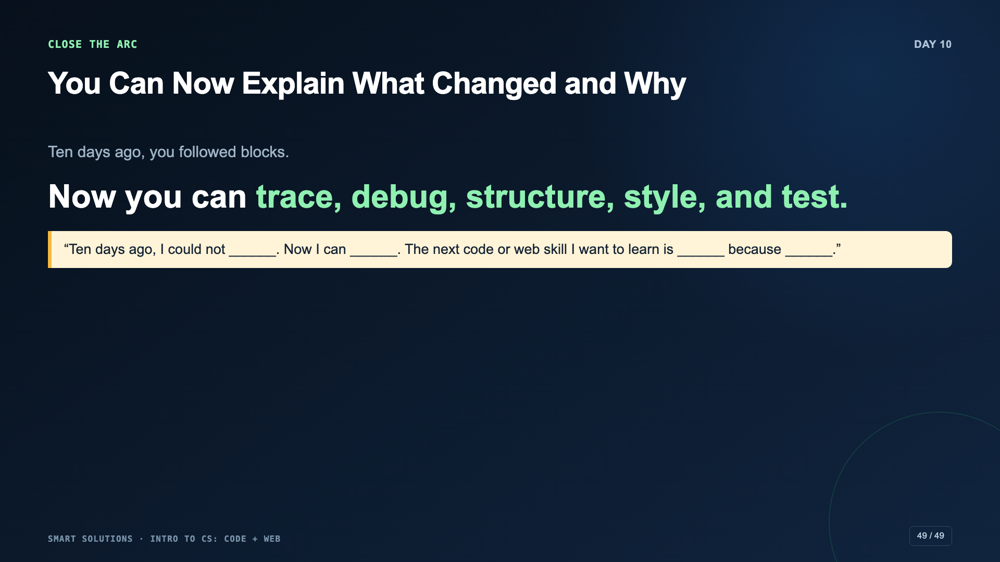 CLOSE THE ARC
DAY 10
You Can Now Explain What Changed and Why
Ten days ago, you followed blocks.
Now you can trace, debug, structure, style, and test.
“Ten days ago, I could not ______. Now I can ______. The next code or web skill I want to learn is ______ because ______.”
SMART SOLUTIONS · INTRO TO CS: CODE + WEB
49 / 49